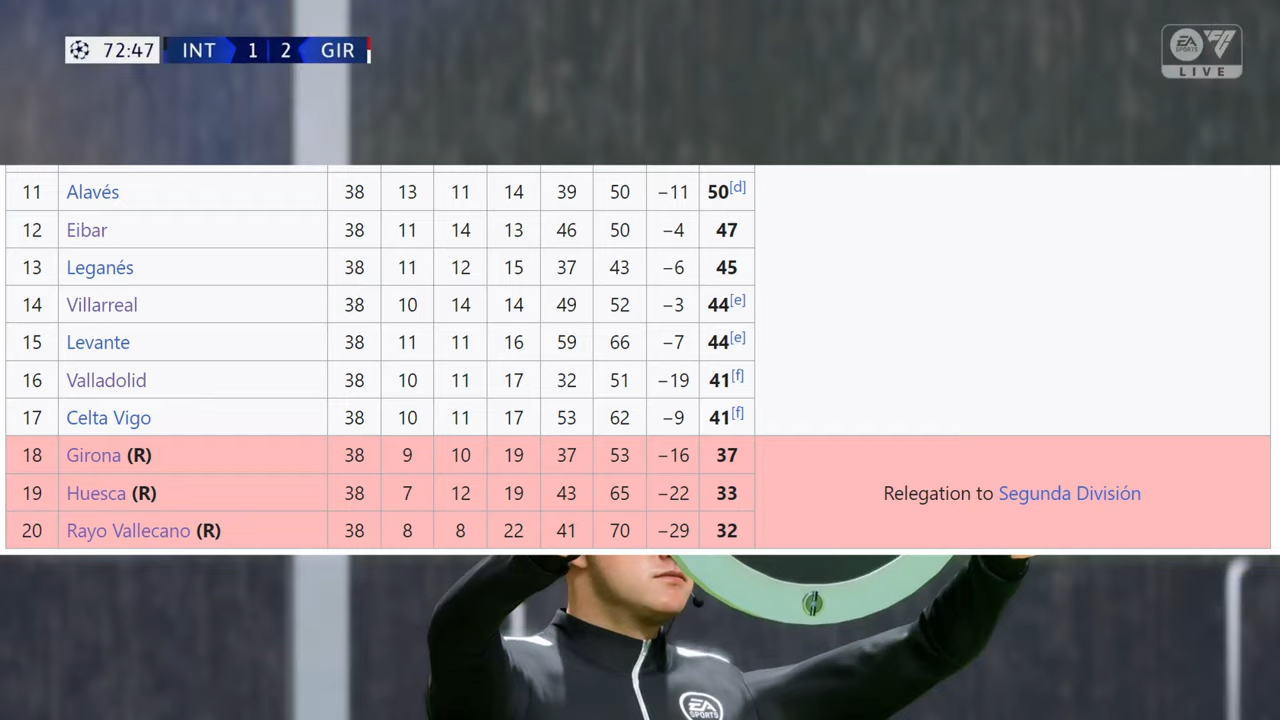 72:47 INT 1 2 GIR
EA SPORTS FC
LIVE
11 Alavés 38 13 11 14 39 50 −11 50[d]
12 Eibar 38 11 14 13 46 50 −4 47
13 Leganés 38 11 12 15 37 43 −6 45
14 Villarreal 38 10 14 14 49 52 −3 44[e]
15 Levante 38 11 11 16 59 66 −7 44[e]
16 Valladolid 38 10 11 17 32 51 −19 41[f]
17 Celta Vigo 38 10 11 17 53 62 −9 41[f]
18 Girona (R) 38 9 10 19 37 53 −16 37
19 Huesca (R) 38 7 12 19 43 65 −22 33 Relegation to Segunda División
20 Rayo Vallecano (R) 38 8 8 22 41 70 −29 32
EA
SPORTS